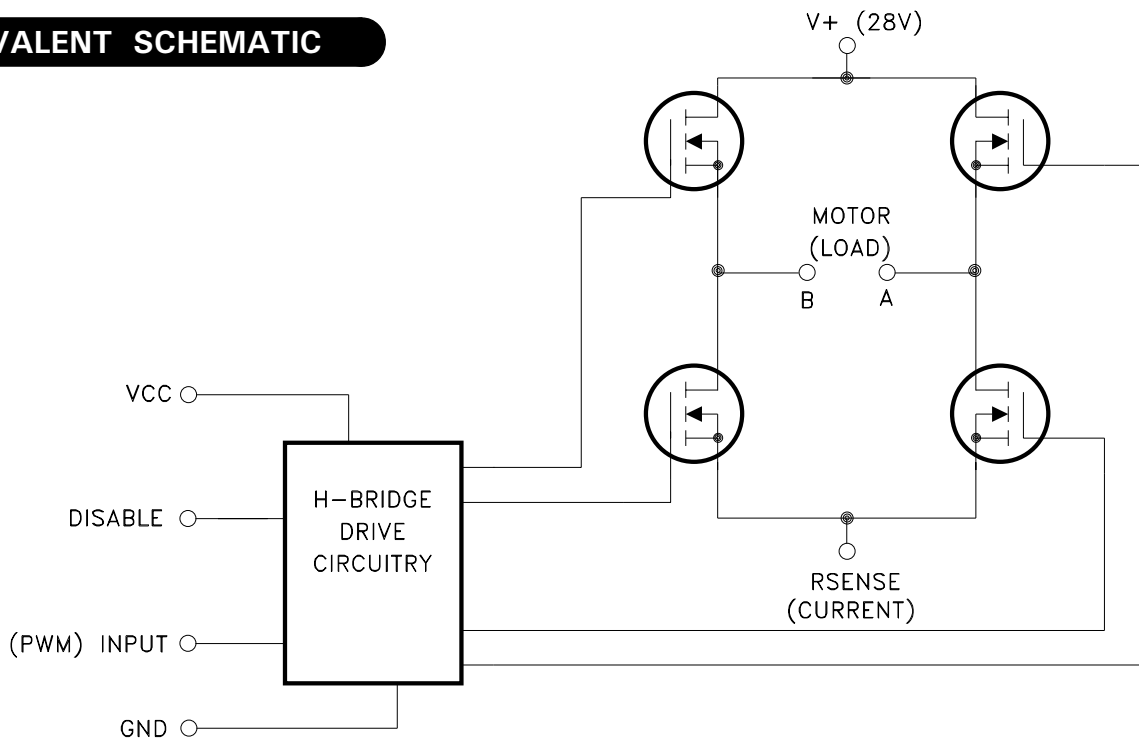 VALENT SCHEMATIC
V+ (28V)
MOTOR
(LOAD)
B
A
VCC
DISABLE
H-BRIDGE
DRIVE
CIRCUITRY
RSENSE
(CURRENT)
(PWM) INPUT
GND